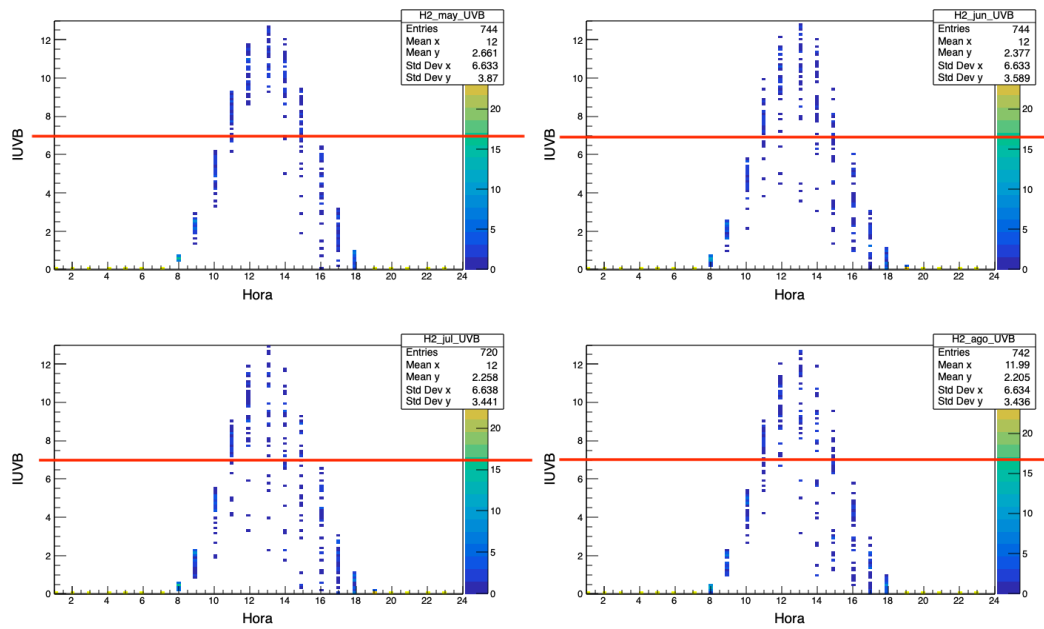 H2_may_UVB
Entries 744
Mean x 12
Mean y 2.661
Std Dev x 6.633
Std Dev y 3.87
IUVB
12
10
8
6
4
2
0
2 4 6 8 10 12 14 16 18 20 22 24
Hora
20
15
10
5
0
H2_jun_UVB
Entries 744
Mean x 12
Mean y 2.377
Std Dev x 6.633
Std Dev y 3.589
IUVB
12
10
8
6
4
2
0
2 4 6 8 10 12 14 16 18 20 22 24
Hora
20
15
10
5
0
H2_jul_UVB
Entries 720
Mean x 12
Mean y 2.258
Std Dev x 6.638
Std Dev y 3.441
IUVB
12
10
8
6
4
2
0
2 4 6 8 10 12 14 16 18 20 22 24
Hora
20
15
10
5
0
H2_ago_UVB
Entries 742
Mean x 11.99
Mean y 2.205
Std Dev x 6.634
Std Dev y 3.436
IUVB
12
10
8
6
4
2
0
2 4 6 8 10 12 14 16 18 20 22 24
Hora
20
15
10
5
0